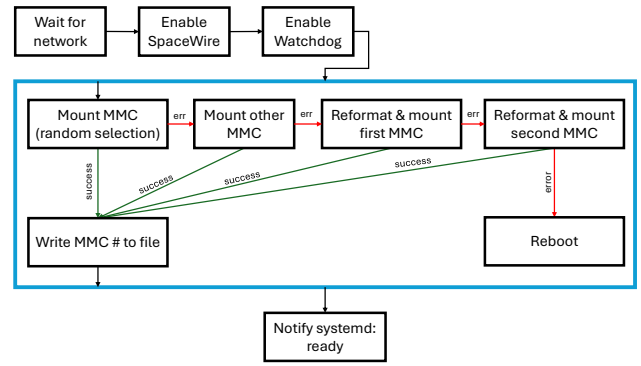 Wait for
network
Enable
SpaceWire
Enable
Watchdog
Mount MMC
(random selection)
err
Mount other
MMC
err
Reformat & mount
first MMC
err
Reformat & mount
second MMC
success
success
success
success
error
Write MMC # to file
Reboot
Notify systemd:
ready